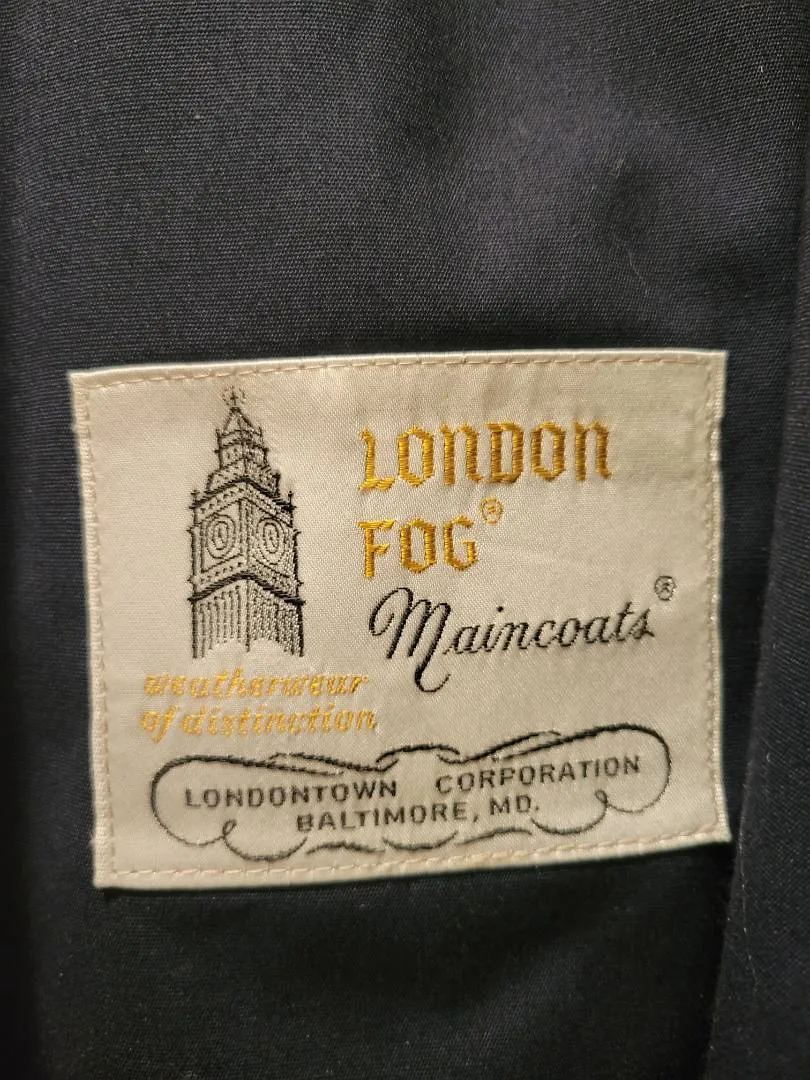 LONDON
FOG®
Maincoats®
weatherwear
of distinction
LONDONTOWN CORPORATION
BALTIMORE, MD.